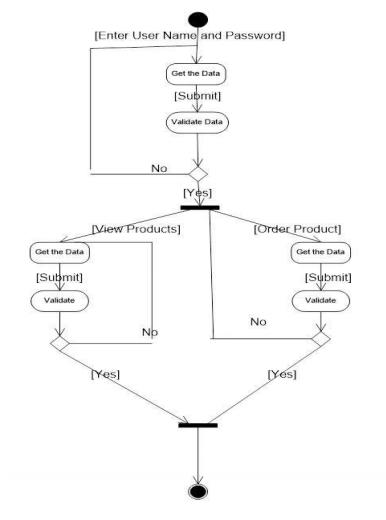 [Enter User Name and Password]
Get the Data
[Submit]
Validate Data
No
[Yes]
[View Products]
[Order Product]
Get the Data
Get the Data
[Submit]
[Submit]
Validate
Validate
No
No
[Yes]
[Yes]